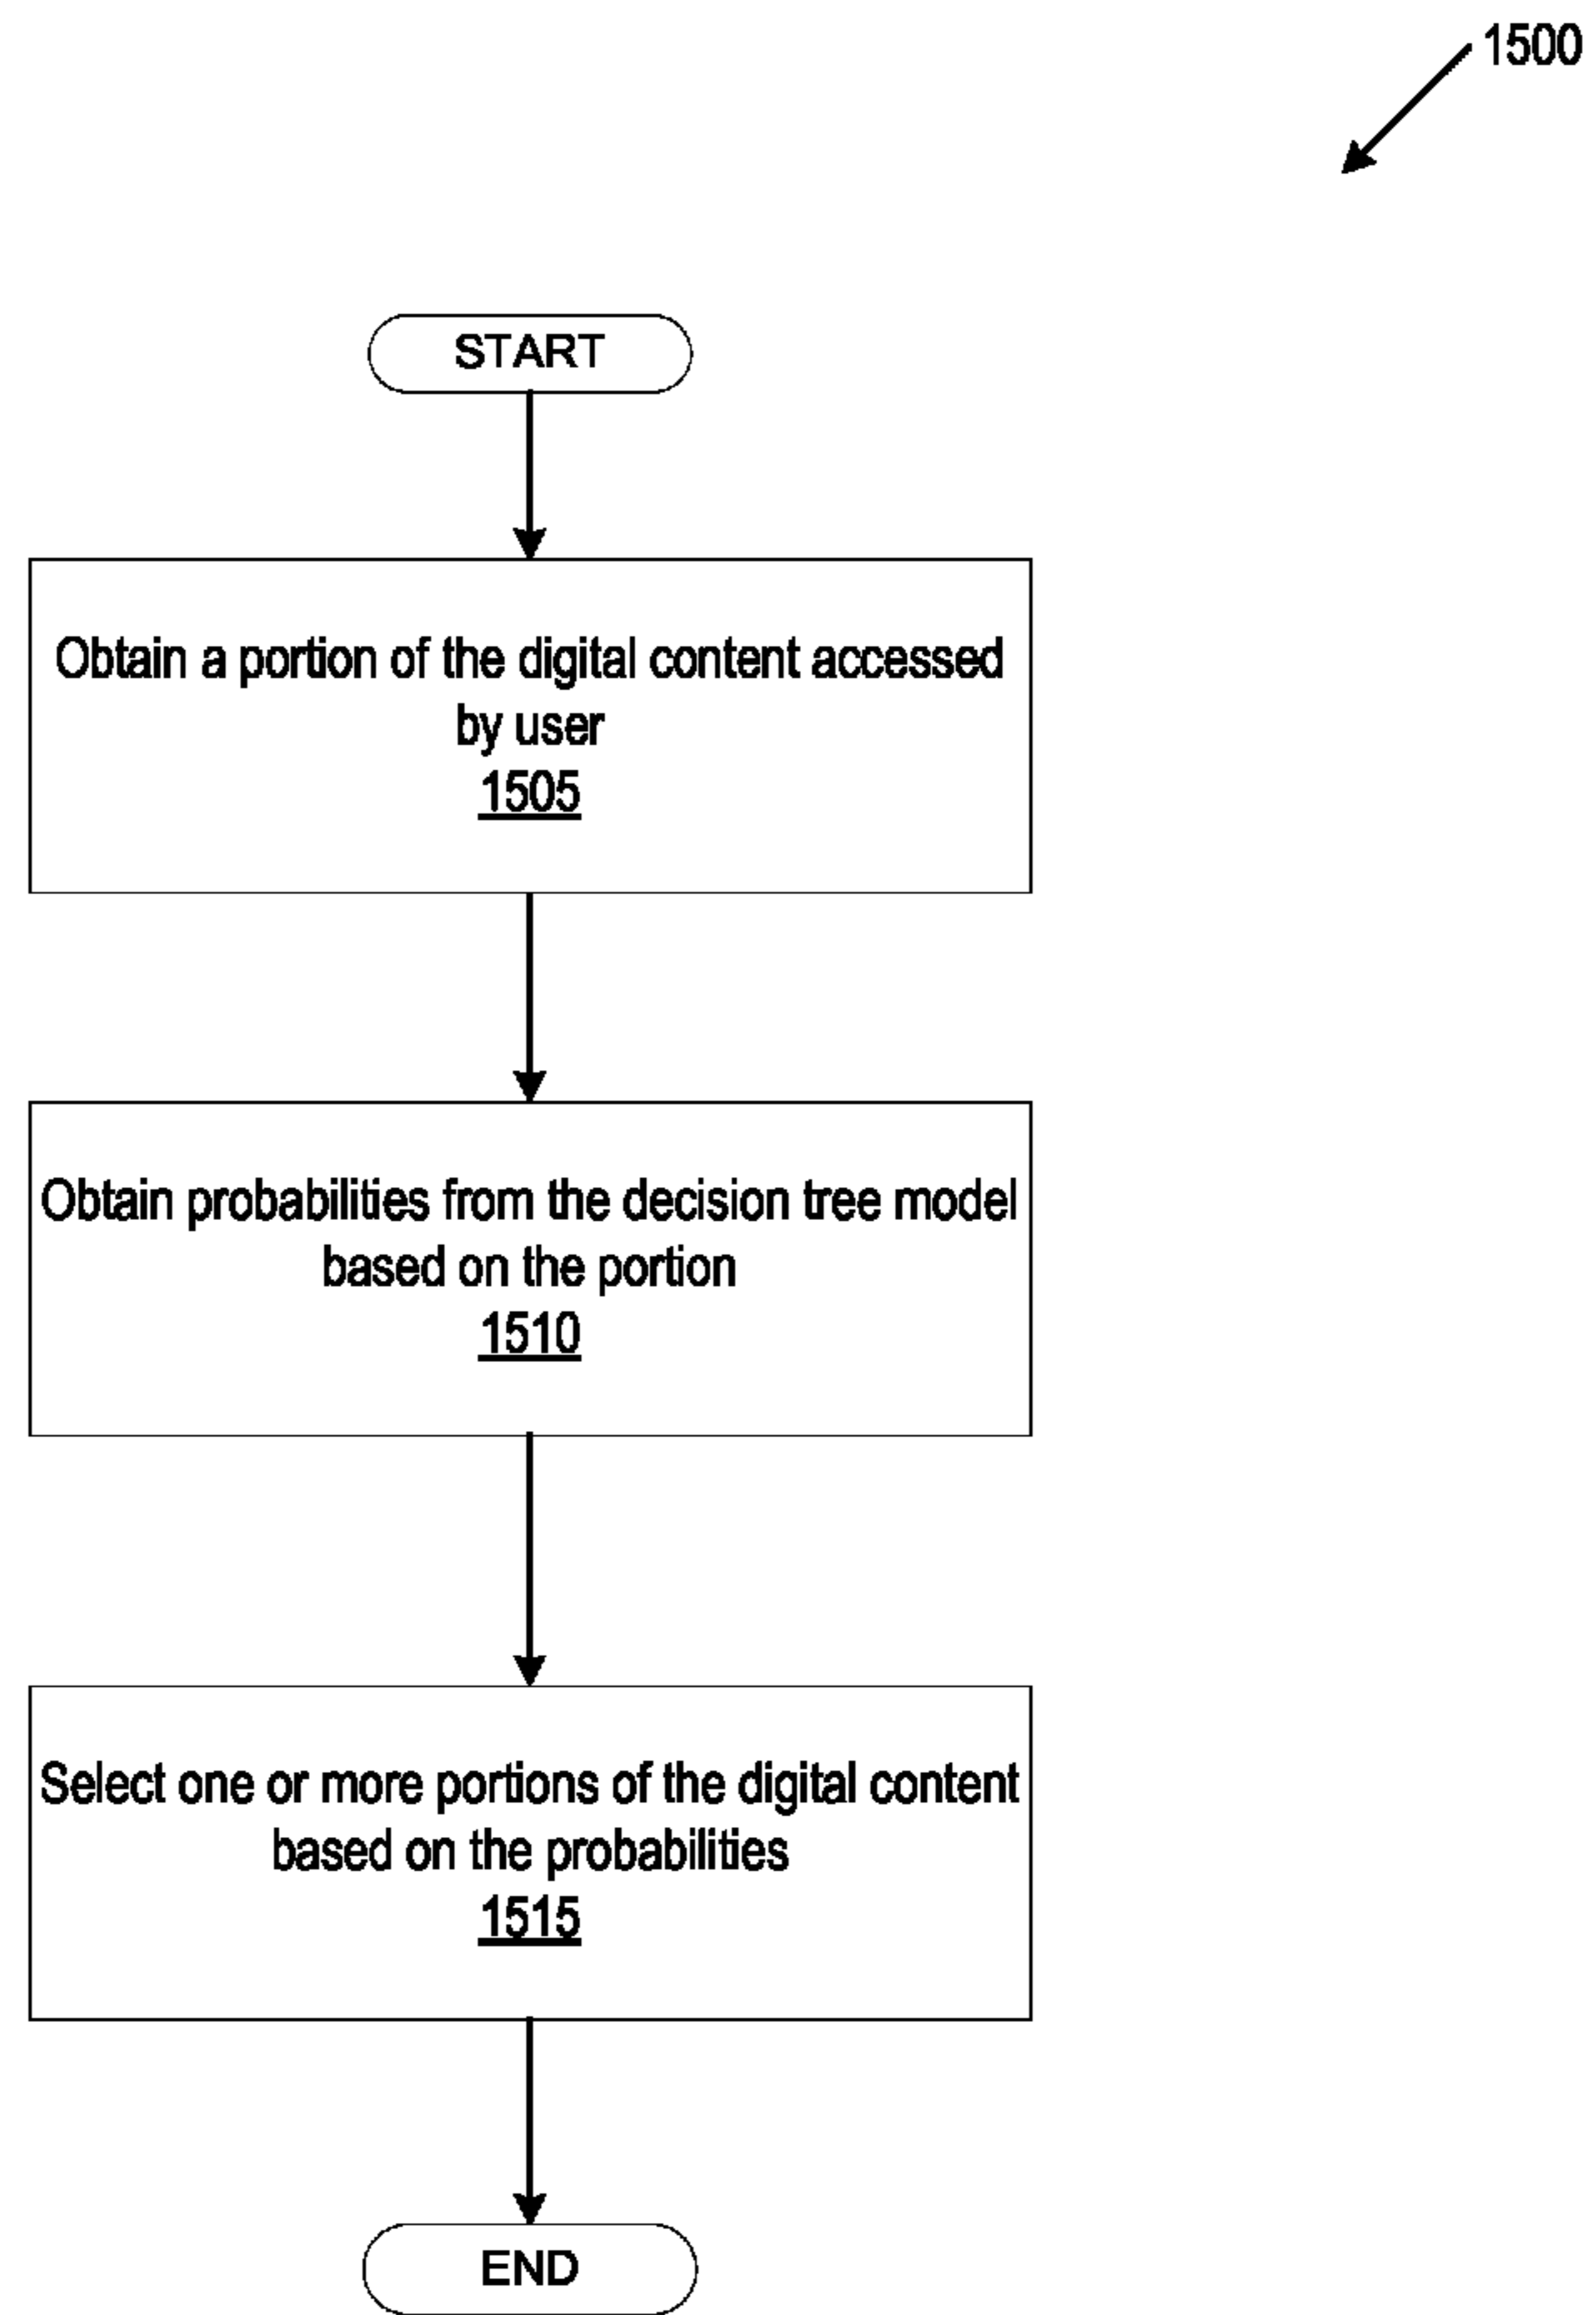 1500
START
Obtain a portion of the digital content accessed
by user
1505
Obtain probabilities from the decision tree model
based on the portion
1510
Select one or more portions of the digital content
based on the probabilities
1515
END